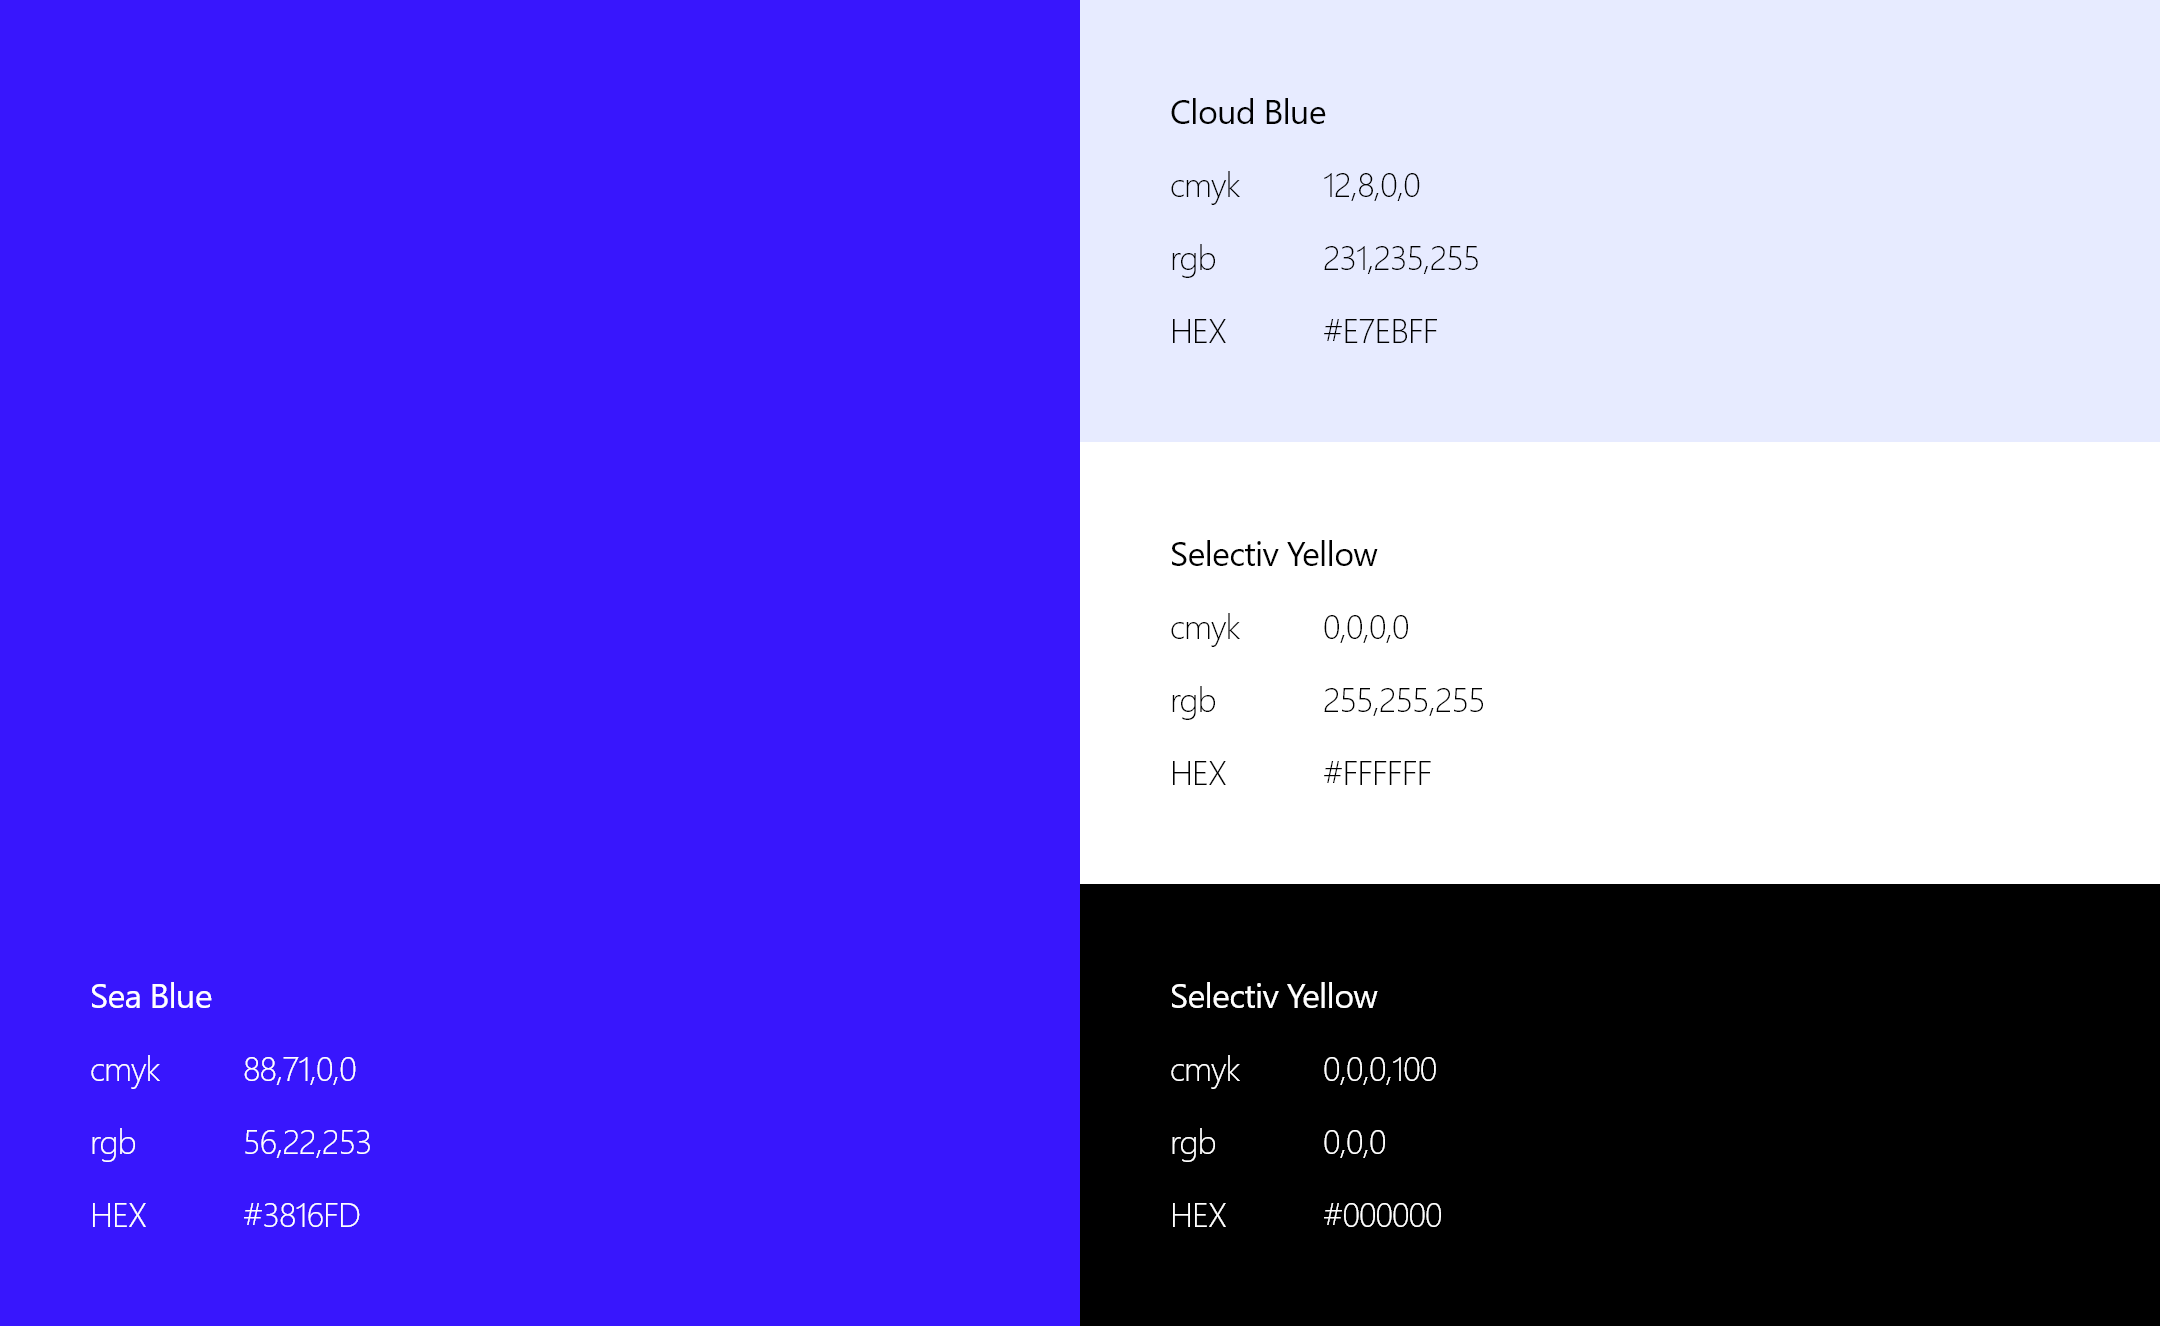 Sea Blue
cmyk 88,71,0,0
rgb 56,22,253
HEX #3816FD
Cloud Blue
cmyk 12,8,0,0
rgb 231,235,255
HEX #E7EBFF
Selectiv Yellow
cmyk 0,0,0,0
rgb 255,255,255
HEX #FFFFFF
Selectiv Yellow
cmyk 0,0,0,100
rgb 0,0,0
HEX #000000